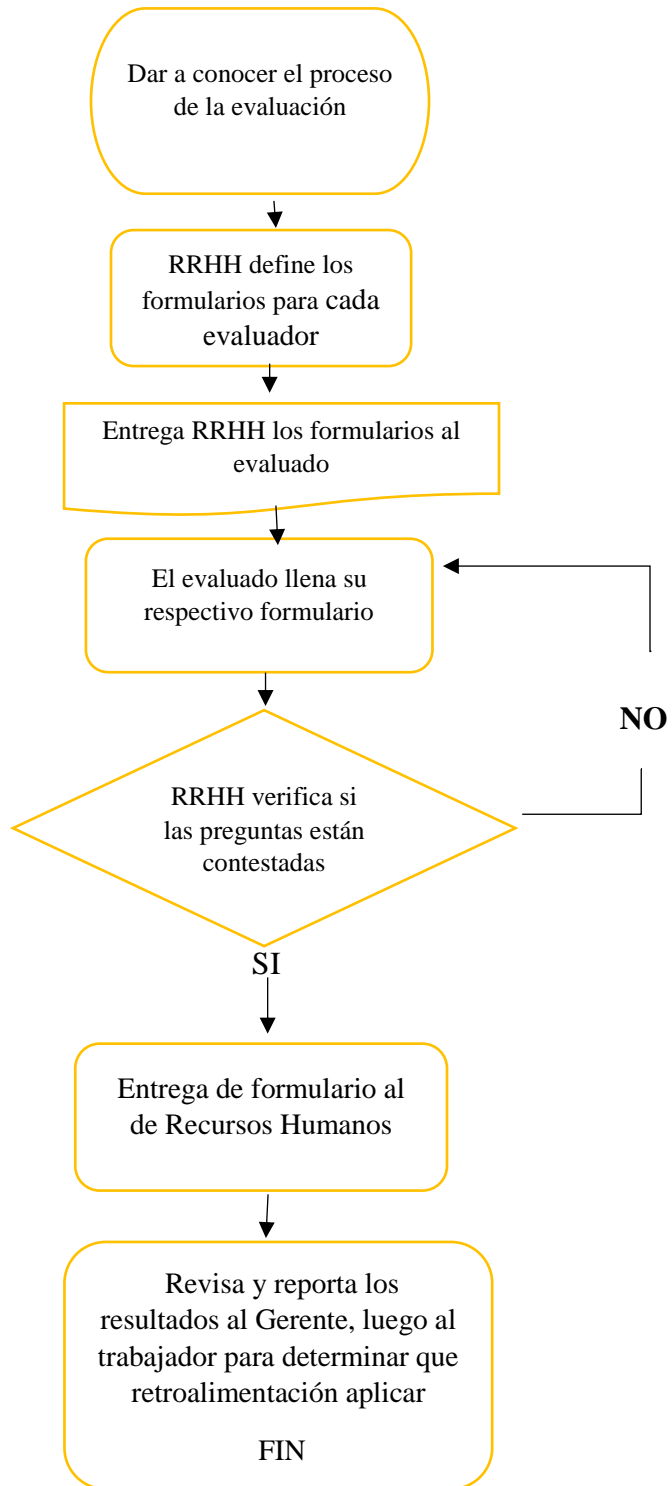 Dar a conocer el proceso
de la evaluación
RRHH define los
formularios para cada
evaluador
Entrega RRHH los formularios al
evaluado
El evaluado llena su
respectivo formulario
NO
RRHH verifica si
las preguntas están
contestadas
SI
Entrega de formulario al
de Recursos Humanos
Revisa y reporta los
resultados al Gerente, luego al
trabajador para determinar que
retroalimentación aplicar
FIN